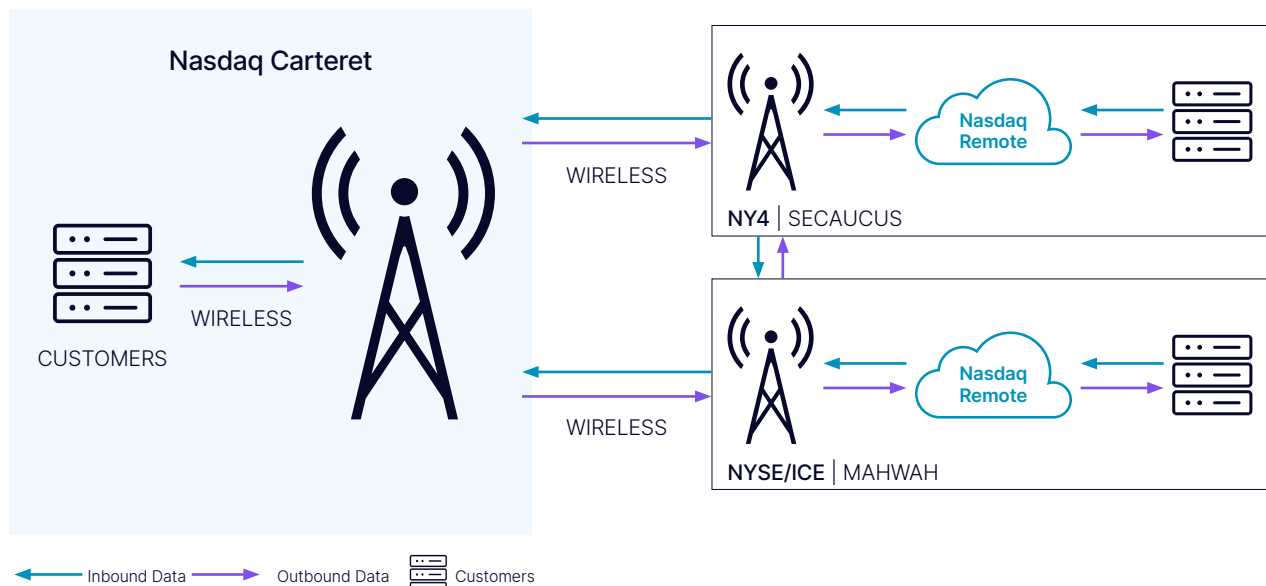 Nasdaq Carteret
WIRELESS
CUSTOMERS
WIRELESS
Nasdaq
Remote
NY4 | SECAUCUS
WIRELESS
Nasdaq
Remote
NYSE/ICE | MAHWAH
Inbound Data
Outbound Data
Customers